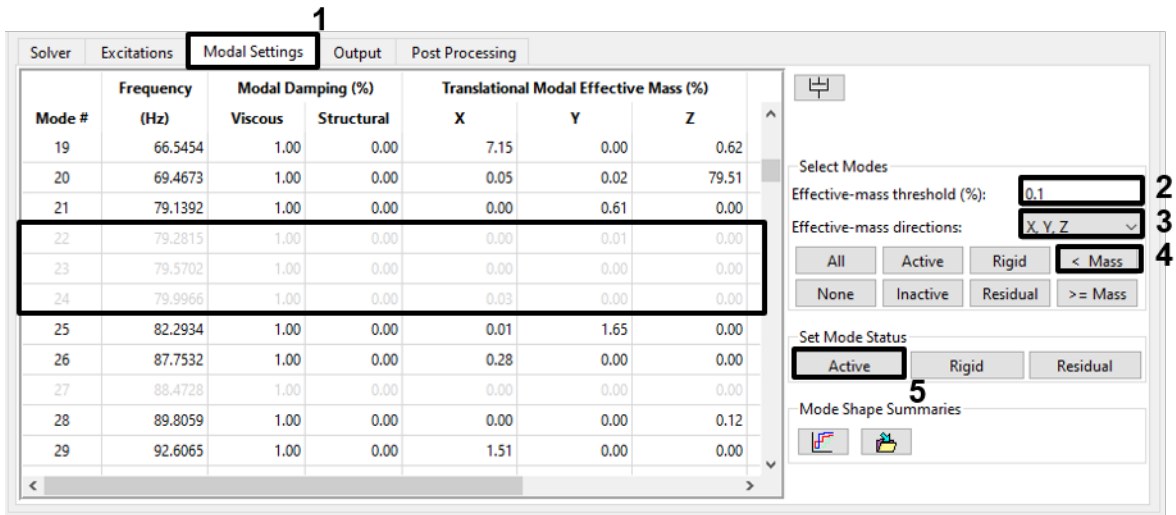 1
Solver Excitations Modal Settings Output Post Processing
Frequency Modal Damping (%) Translational Modal Effective Mass (%)
Mode # (Hz) Viscous Structural X Y Z
19 66.5454 1.00 0.00 7.15 0.00 0.62
20 69.4673 1.00 0.00 0.05 0.02 79.51
21 79.1392 1.00 0.00 0.00 0.61 0.00
22 79.2815 1.00 0.00 0.00 0.01 0.00
23 79.5702 1.00 0.00 0.00 0.00 0.00
24 79.9966 1.00 0.00 0.03 0.00 0.00
25 82.2934 1.00 0.00 0.01 1.65 0.00
26 87.7532 1.00 0.00 0.28 0.00 0.00
27 88.4728 1.00 0.00 0.00 0.00 0.00
28 89.8059 1.00 0.00 0.00 0.00 0.12
29 92.6065 1.00 0.00 1.51 0.00 0.00
Select Modes
Effective-mass threshold (%): 0.1 2
Effective-mass directions: X, Y, Z 3
All Active Rigid < Mass 4
None Inactive Residual >= Mass
Set Mode Status
Active Rigid Residual
5
Mode Shape Summaries